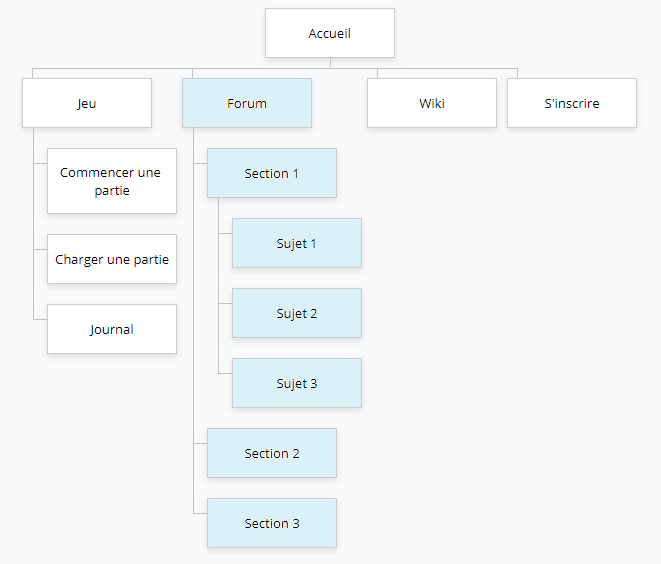 Accueil
Jeu
Forum
Wiki
S'inscrire
Commencer une
partie
Charger une partie
Journal
Section 1
Sujet 1
Sujet 2
Sujet 3
Section 2
Section 3